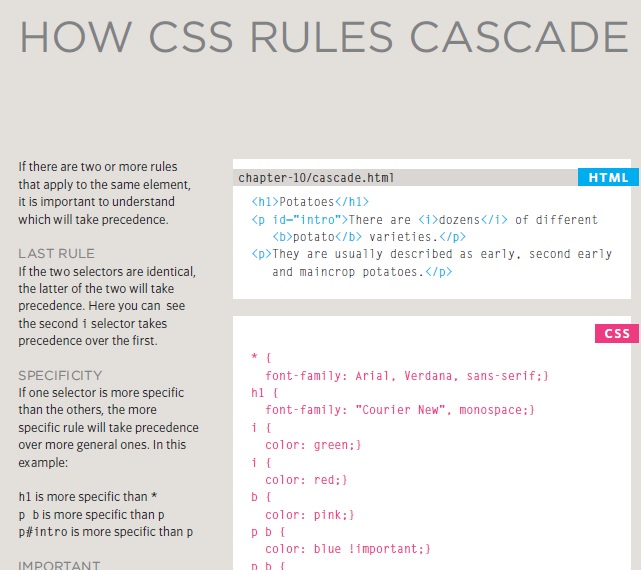 HOW CSS RULES CASCADE
If there are two or more rules
that apply to the same element,
it is important to understand
which will take precedence.
LAST RULE
If the two selectors are identical,
the latter of the two will take
precedence. Here you can see
the second i selector takes
precedence over the first.
SPECIFICITY
If one selector is more specific
than the others, the more
specific rule will take precedence
over more general ones. In this
example:
h1 is more specific than *
p b is more specific than p
p#intro is more specific than p
IMPORTANT
chapter-10/cascade.html
HTML
<h1>Potatoes</h1>
<p id="intro">There are <i>dozens</i> of different
<b>potato</b> varieties.</p>
<p>They are usually described as early, second early
and maincrop potatoes.</p>
CSS
* {
font-family: Arial, Verdana, sans-serif;}
h1 {
font-family: "Courier New", monospace;}
i {
color: green;}
i {
color: red;}
b {
color: pink;}
p b {
color: blue !important;}
p b {